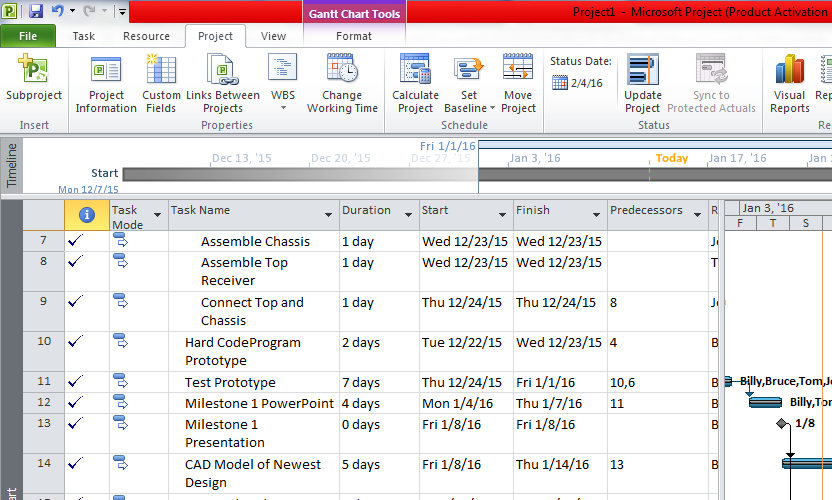 Gantt Chart Tools
Project1 - Microsoft Project (Product Activation
File Task Resource Project View Format
Subproject
Project Information
Custom Fields
Links Between Projects
WBS
Change Working Time
Calculate Project
Set Baseline
Move Project
Status Date:
2/4/16
Update Project
Sync to Protected Actuals
Visual Reports
Insert Properties Schedule Status
Timeline
Fri 1/1/16
Dec 13, '15 Dec 20, '15 Dec 27, '15 Jan 3, '16 Today Jan 17, '16
Start
Mon 12/7/15
Task Mode Task Name Duration Start Finish Predecessors R Jan 3, '16
F T S
7 Assemble Chassis 1 day Wed 12/23/15 Wed 12/23/15
8 Assemble Top Receiver 1 day Wed 12/23/15 Wed 12/23/15
9 Connect Top and Chassis 1 day Thu 12/24/15 Thu 12/24/15 8
10 Hard CodeProgram Prototype 2 days Tue 12/22/15 Wed 12/23/15 4
11 Test Prototype 7 days Thu 12/24/15 Fri 1/1/16 10,6 Billy,Bruce,Tom,
12 Milestone 1 PowerPoint 4 days Mon 1/4/16 Thu 1/7/16 11
13 Milestone 1 Presentation 0 days Fri 1/8/16 Fri 1/8/16 1/8
14 CAD Model of Newest Design 5 days Fri 1/8/16 Thu 1/14/16 13